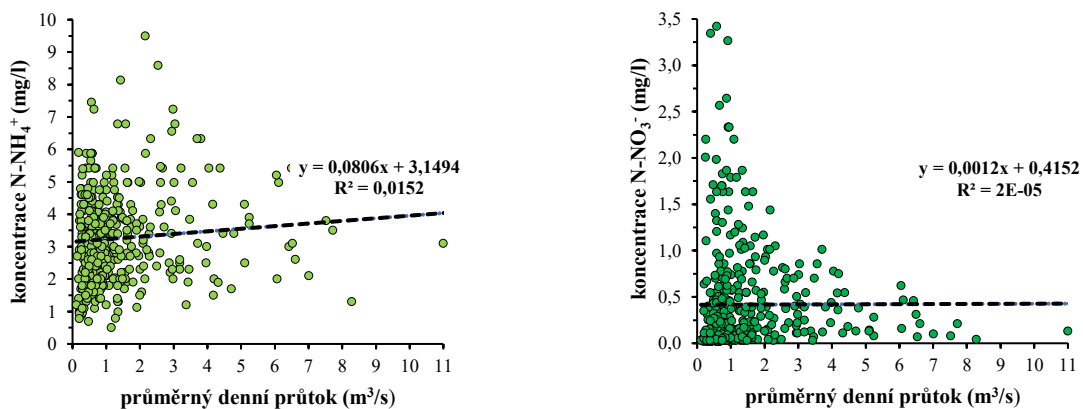 koncentrace N-NH₄⁺ (mg/l)
10
9
8
7
6
5
4
3
2
1
0
y = 0,0806x + 3,1494
R² = 0,0152
0 1 2 3 4 5 6 7 8 9 10 11
průměrný denní průtok (m³/s)
koncentrace N-NO₃⁻ (mg/l)
3,5
3,0
2,5
2,0
1,5
1,0
0,5
0,0
y = 0,0012x + 0,4152
R² = 2E-05
0 1 2 3 4 5 6 7 8 9 10 11
průměrný denní průtok (m³/s)